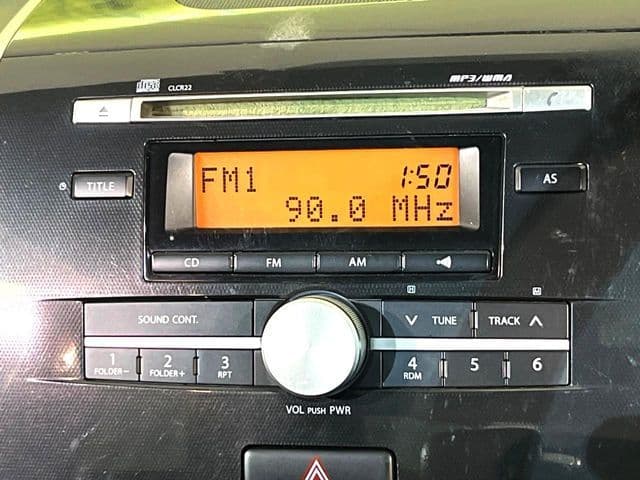 CLCR22
MP3/WMA
TITLE
FM1 1:50
90.0 MHz
AS
CD FM AM
SOUND CONT.
TUNE
TRACK
1 2 3 4 5 6
FOLDER- FOLDER+ RPT RDM
VOL PUSH PWR